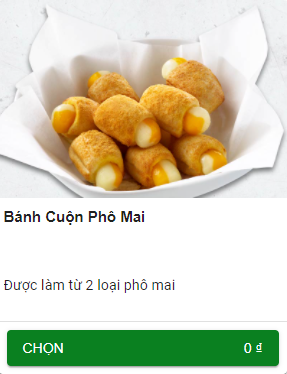 Bánh Cuộn Phô Mai
Được làm từ 2 loại phô mai
CHỌN 0 ₫